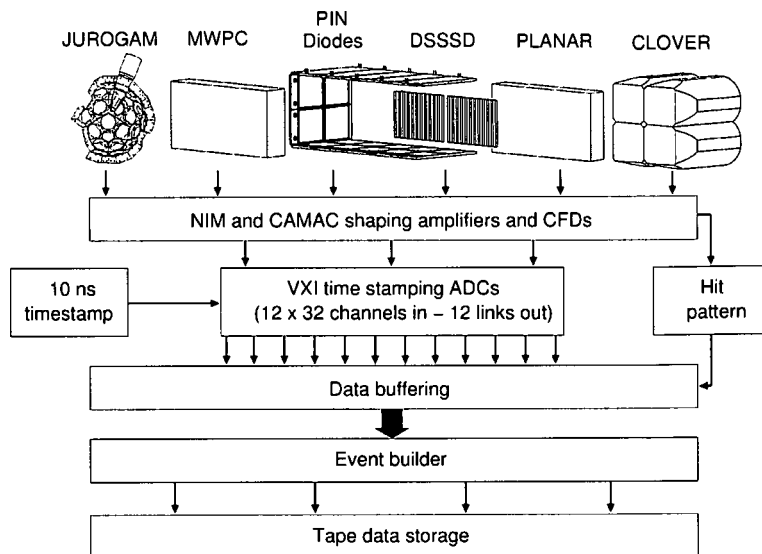 JUROGAM
MWPC
PIN
Diodes
DSSSD
PLANAR
CLOVER
NIM and CAMAC shaping amplifiers and CFDs
10 ns
timestamp
VXI time stamping ADCs
(12 x 32 channels in – 12 links out)
Hit
pattern
Data buffering
Event builder
Tape data storage